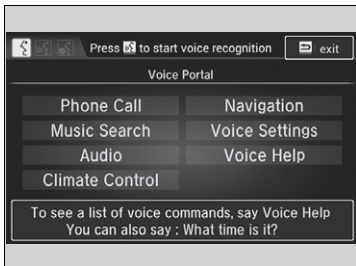 Press to start voice recognition
exit
Voice Portal
Phone Call
Navigation
Music Search
Voice Settings
Audio
Voice Help
Climate Control
To see a list of voice commands, say Voice Help
You can also say : What time is it?